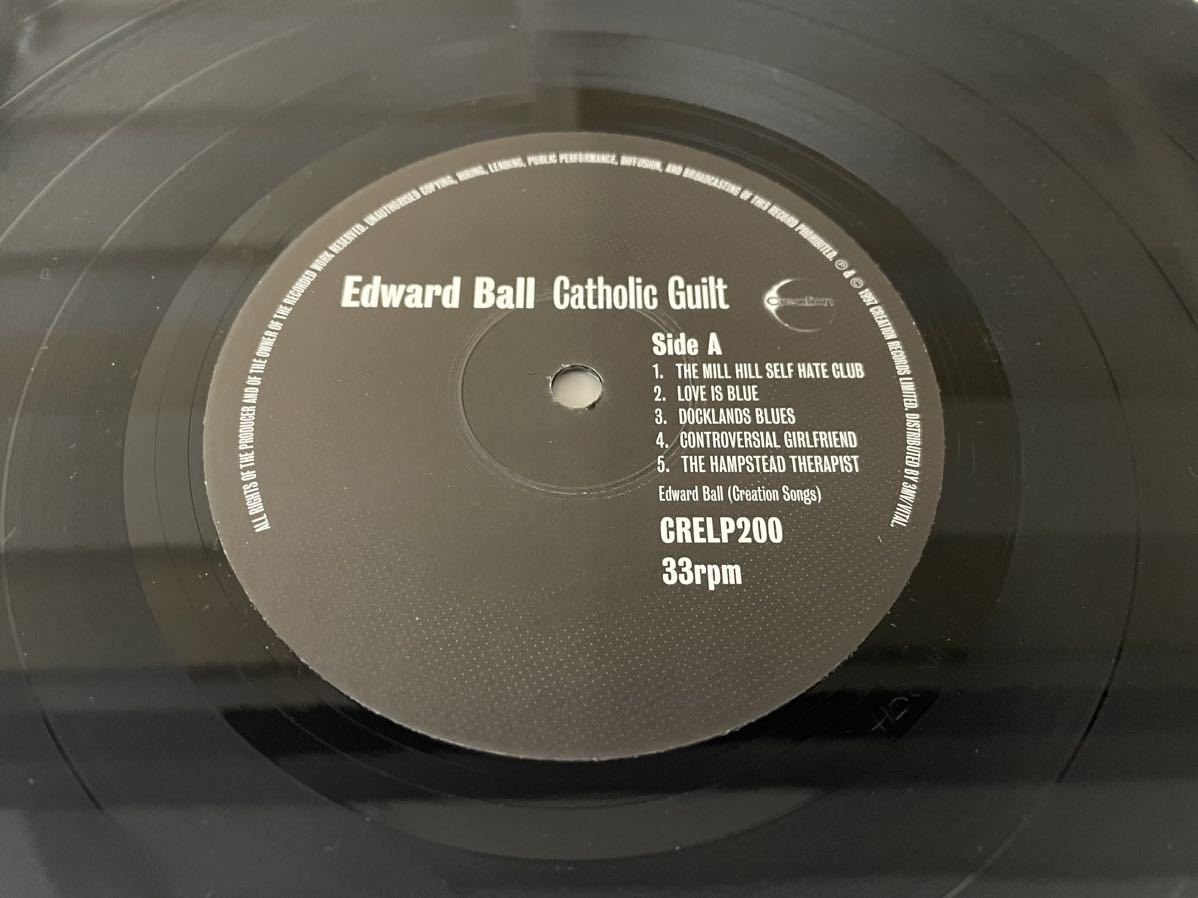 ALL RIGHTS OF THE PRODUCER AND OF THE OWNER OF THE RECORDED WORK RESERVED. UNAUTHORISED COPYING, HIRING, LENDING, PUBLIC PERFORMANCE, DIFFUSION, AND BROADCASTING OF THIS RECORD PROHIBITED. ℗ & © 1997 CREATION RECORDS LIMITED. DISTRIBUTED BY 3MV/VITAL.
Edward Ball Catholic Guilt
Creation
Side A
1. THE MILL HILL SELF HATE CLUB
2. LOVE IS BLUE
3. DOCKLANDS BLUES
4. CONTROVERSIAL GIRLFRIEND
5. THE HAMPSTEAD THERAPIST
Edward Ball (Creation Songs)
CRELP200
33rpm